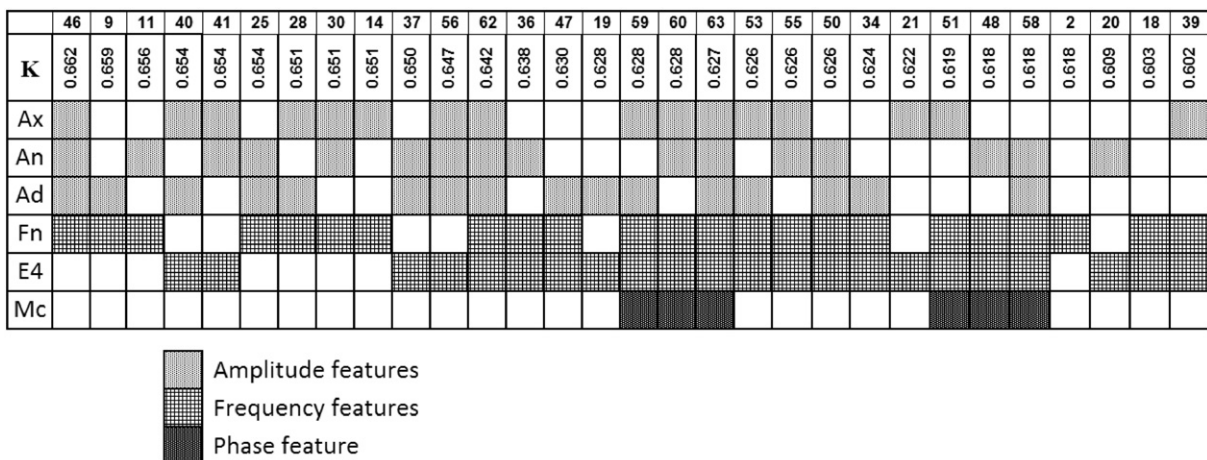 46 9 11 40 41 25 28 30 14 37 56 62 36 47 19 59 60 63 53 55 50 34 21 51 48 58 2 20 18 39
K 0.662 0.659 0.656 0.654 0.654 0.654 0.651 0.651 0.651 0.650 0.647 0.642 0.638 0.630 0.628 0.628 0.628 0.627 0.626 0.626 0.626 0.624 0.622 0.619 0.618 0.618 0.618 0.609 0.603 0.602
Ax
An
Ad
Fn
E4
Mc
Amplitude features
Frequency features
Phase feature